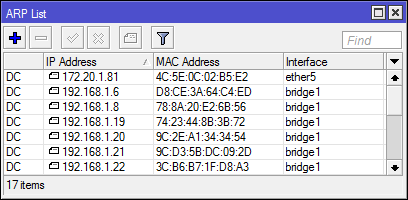 ARP List
Find
IP Address / MAC Address Interface
DC 172.20.1.81 4C:5E:0C:02:B5:E2 ether5
DC 192.168.1.6 D8:CE:3A:64:C4:ED bridge1
DC 192.168.1.8 78:8A:20:E2:6B:56 bridge1
DC 192.168.1.19 74:23:44:8B:3B:72 bridge1
DC 192.168.1.20 9C:2E:A1:34:34:54 bridge1
DC 192.168.1.21 9C:D3:5B:DC:09:2D bridge1
DC 192.168.1.22 3C:B6:B7:1F:D8:A3 bridge1
17 items